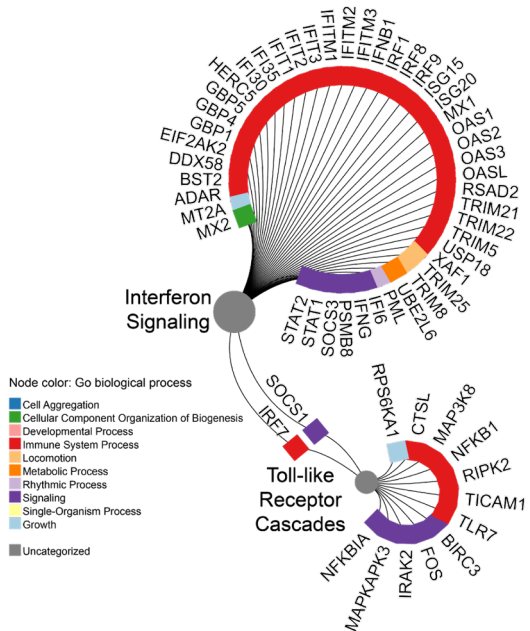 MX2
MT2A
ADAR
BST2
DDX58
EIF2AK2
GBP1
GBP4
GBP5
HERC5
IFI30
IFI35
IFIT1
IFIT2
IFIT3
IFITM1
IFITM2
IFITM3
IFNB1
IRF1
IRF8
IRF9
ISG15
ISG20
MX1
OAS1
OAS2
OAS3
OASL
RSAD2
TRIM21
TRIM22
TRIM5
USP18
XAF1
TRIM25
TRIM8
UBE2L6
PML
IFI6
IFNG
PSMB8
SOCS3
STAT1
STAT2
Interferon
Signaling
SOCS1
IRF7
Node color: Go biological process
Cell Aggregation
Cellular Component Organization of Biogenesis
Developmental Process
Immune System Process
Locomotion
Metabolic Process
Rhythmic Process
Signaling
Single-Organism Process
Growth
Uncategorized
Toll-like
Receptor
Cascades
RPS6KA1
CTSL
MAP3K8
NFKB1
RIPK2
TICAM1
TLR7
BIRC3
FOS
IRAK2
MAPKAPK3
NFKBIA